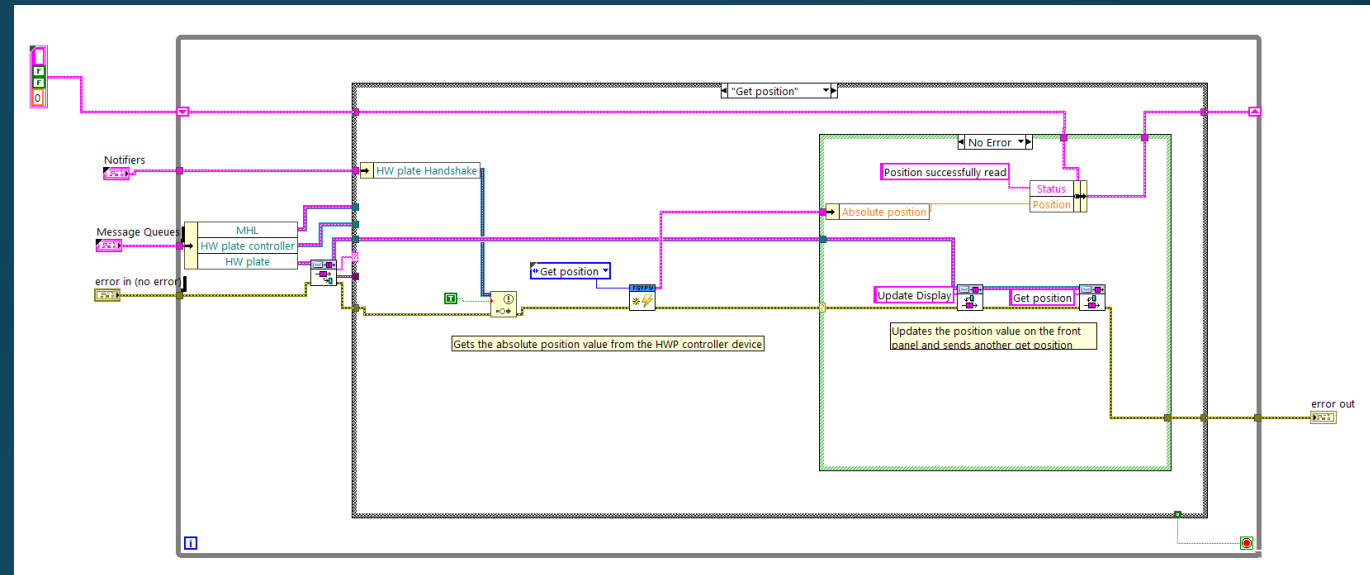 "Get position"
F
F
0
No Error
Notifiers
HW plate Handshake
Position successfully read
Status
Position
Absolute position
Message Queues
MHL
HW plate controller
HW plate
Get position
error in (no error)
T
Update Display
Get position
Gets the absolute position value from the HWP controller device
Updates the position value on the front
panel and sends another get position
error out
i